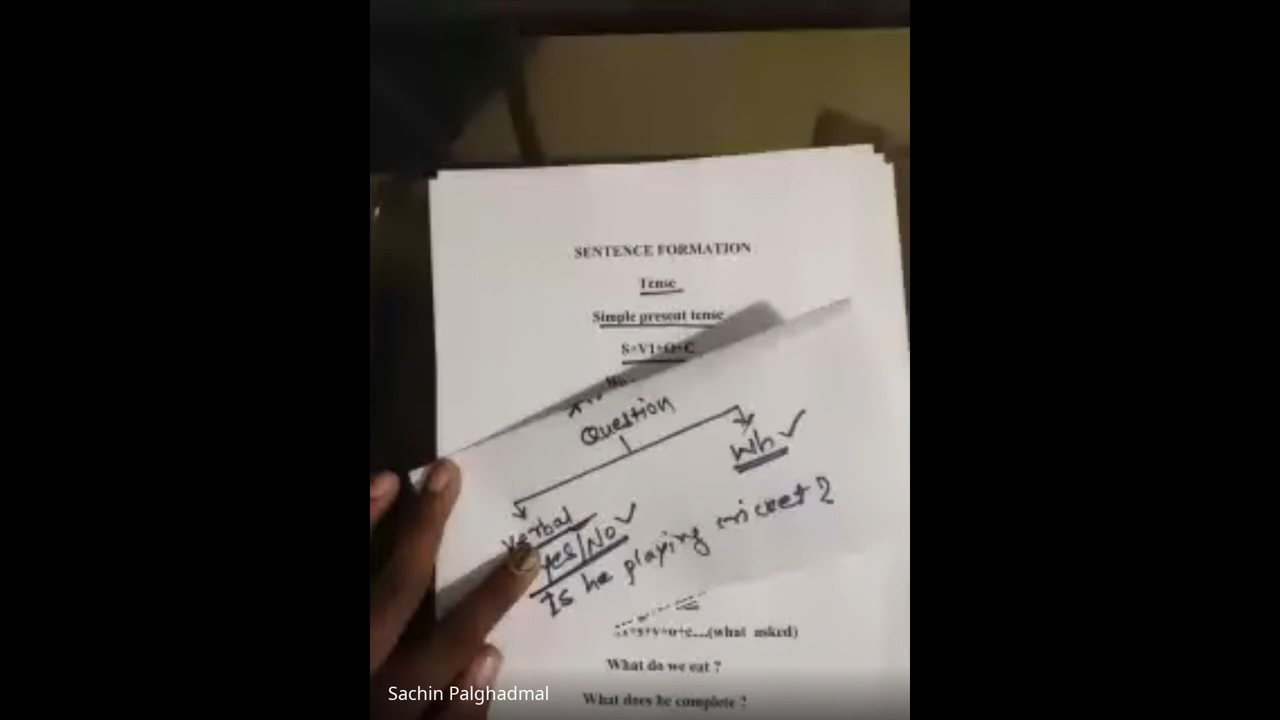 SENTENCE FORMATION
Tense
Simple present tense
S+V1+O+C
Question
Wh ✓
Verbal
Yes/No ✓
Is he playing cricket?
+s+v+o+c....(what asked)
What do we eat ?
What does he complete ?
Sachin Palghadmal